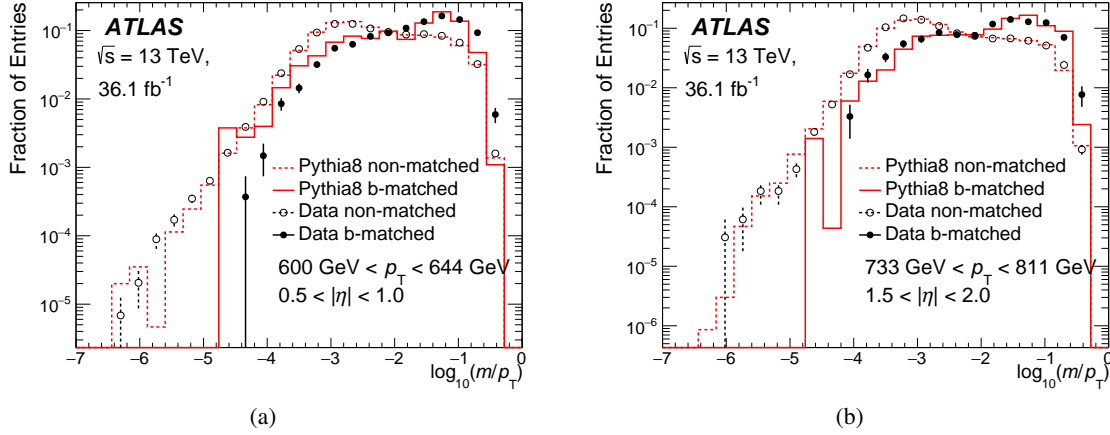 Fraction of Entries
10⁻¹
10⁻²
10⁻³
10⁻⁴
10⁻⁵
ATLAS
√s = 13 TeV,
36.1 fb⁻¹
Pythia8 non-matched
Pythia8 b-matched
Data non-matched
Data b-matched
600 GeV < p_T < 644 GeV
0.5 < |η| < 1.0
−7 −6 −5 −4 −3 −2 −1 0
log₁₀(m/p_T)
(a)
Fraction of Entries
10⁻¹
10⁻²
10⁻³
10⁻⁴
10⁻⁵
10⁻⁶
ATLAS
√s = 13 TeV,
36.1 fb⁻¹
Pythia8 non-matched
Pythia8 b-matched
Data non-matched
Data b-matched
733 GeV < p_T < 811 GeV
1.5 < |η| < 2.0
−7 −6 −5 −4 −3 −2 −1 0
log₁₀(m/p_T)
(b)